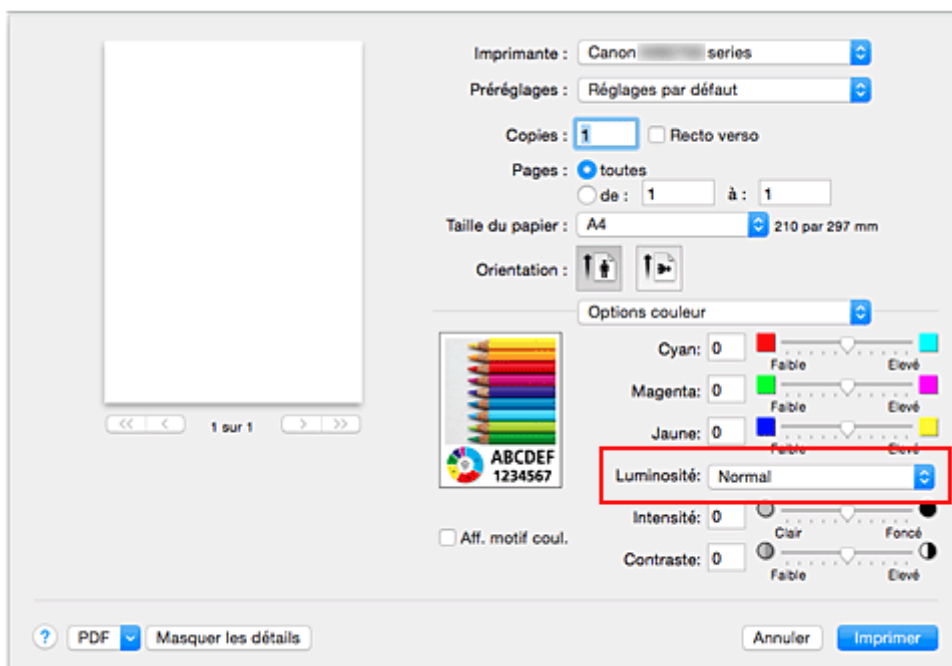 Imprimante : Canon series
Préréglages : Réglages par défaut
Copies : 1 Recto verso
Pages : toutes
de : 1 à : 1
Taille du papier : A4 210 par 297 mm
Orientation :
Options couleur
Cyan: 0
Faible Elevé
Magenta: 0
Faible Elevé
Jaune: 0
Faible Elevé
Luminosité: Normal
Intensité: 0
Clair Foncé
Contraste: 0
Faible Elevé
ABCDEF
1234567
Aff. motif coul.
1 sur 1
? PDF Masquer les détails Annuler Imprimer